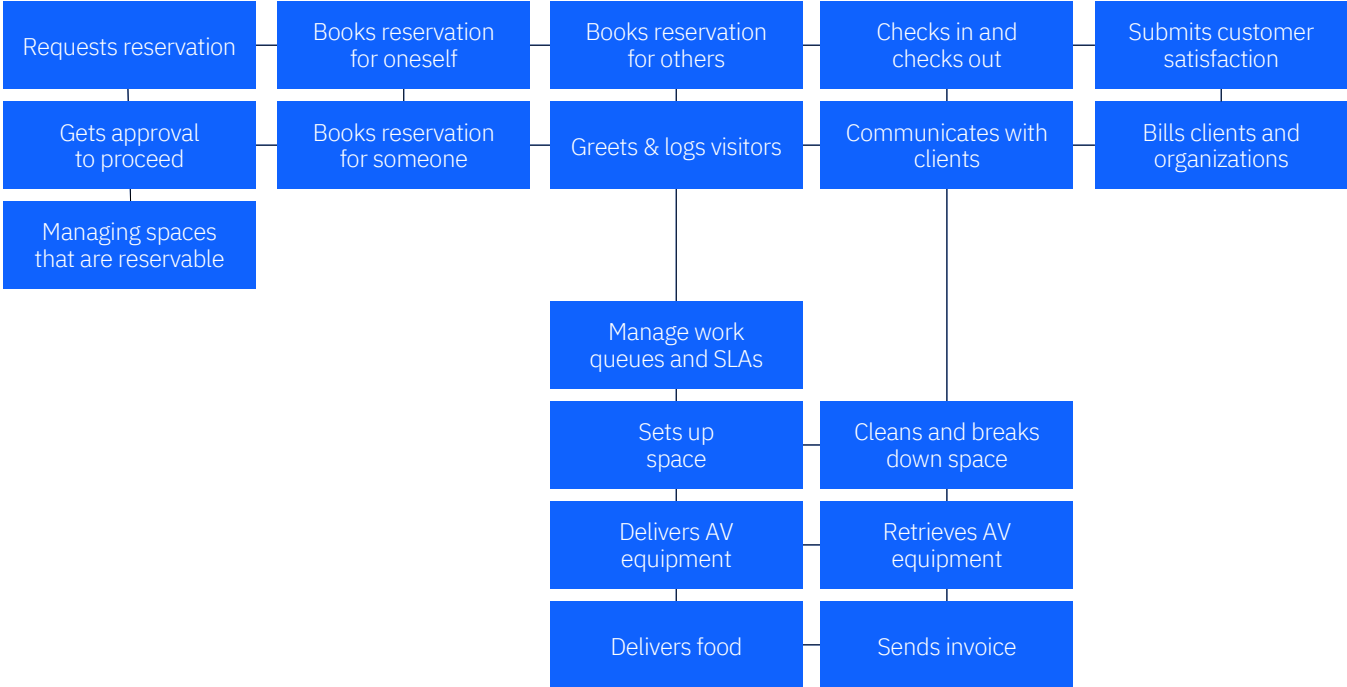 Requests reservation
Books reservation
for oneself
Books reservation
for others
Checks in and
checks out
Submits customer
satisfaction
Gets approval
to proceed
Books reservation
for someone
Greets & logs visitors
Communicates with
clients
Bills clients and
organizations
Managing spaces
that are reservable
Manage work
queues and SLAs
Sets up
space
Cleans and breaks
down space
Delivers AV
equipment
Retrieves AV
equipment
Delivers food
Sends invoice